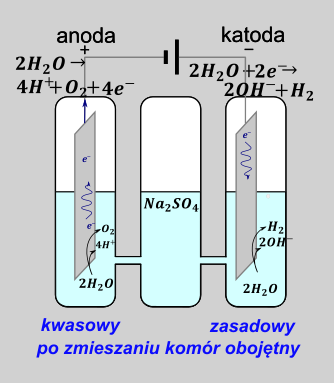 anoda
katoda
+
−
2H₂O →
4H⁺+O₂+4e⁻
2H₂O+2e⁻→
2OH⁻+H₂
e⁻
e⁻
O₂
4H⁺
2H₂O
Na₂SO₄
e⁻
H₂
2OH⁻
2H₂O
kwasowy
zasadowy
po zmieszaniu komór obojętny